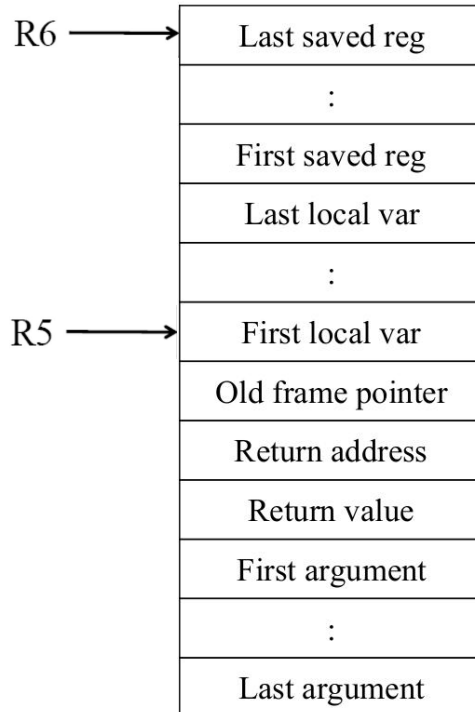 R6
Last saved reg
:
First saved reg
Last local var
:
R5
First local var
Old frame pointer
Return address
Return value
First argument
:
Last argument